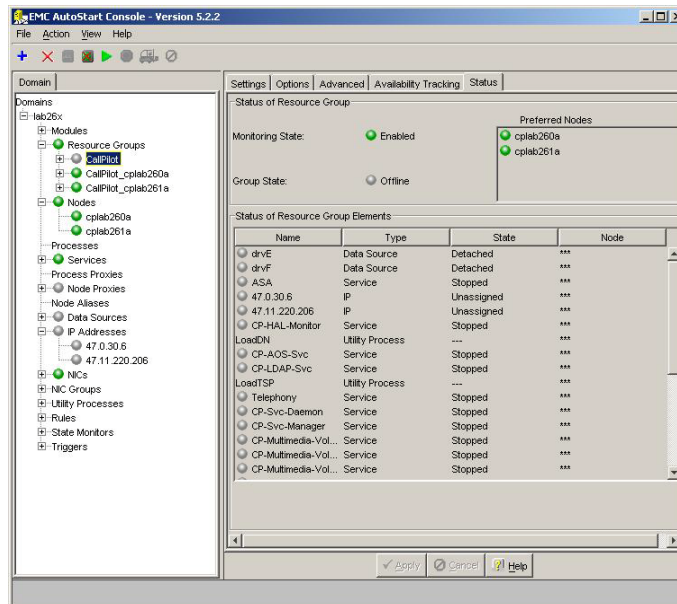 EMC AutoStart Console - Version 5.2.2
File Action View Help
Domain
Domains
lab26x
Modules
Resource Groups
CallPilot
CallPilot_cplab260a
CallPilot_cplab261a
Nodes
cplab260a
cplab261a
Processes
Services
Process Proxies
Node Proxies
Node Aliases
Data Sources
IP Addresses
47.0.30.6
47.11.220.206
NICs
NIC Groups
Utility Processes
Rules
State Monitors
Triggers
Settings Options Advanced Availability Tracking Status
Status of Resource Group
Preferred Nodes
Monitoring State: Enabled
cplab260a
cplab261a
Group State: Offline
Status of Resource Group Elements
Name Type State Node
drvE Data Source Detached ***
drvF Data Source Detached ***
ASA Service Stopped ***
47.0.30.6 IP Unassigned ***
47.11.220.206 IP Unassigned ***
CP-HAL-Monitor Service Stopped ***
LoadDN Utility Process --- ***
CP-AOS-Svc Service Stopped ***
CP-LDAP-Svc Service Stopped ***
LoadTSP Utility Process --- ***
Telephony Service Stopped ***
CP-Svc-Daemon Service Stopped ***
CP-Svc-Manager Service Stopped ***
CP-Multimedia-Vol... Service Stopped ***
CP-Multimedia-Vol... Service Stopped ***
CP-Multimedia-Vol... Service Stopped ***
Apply Cancel Help